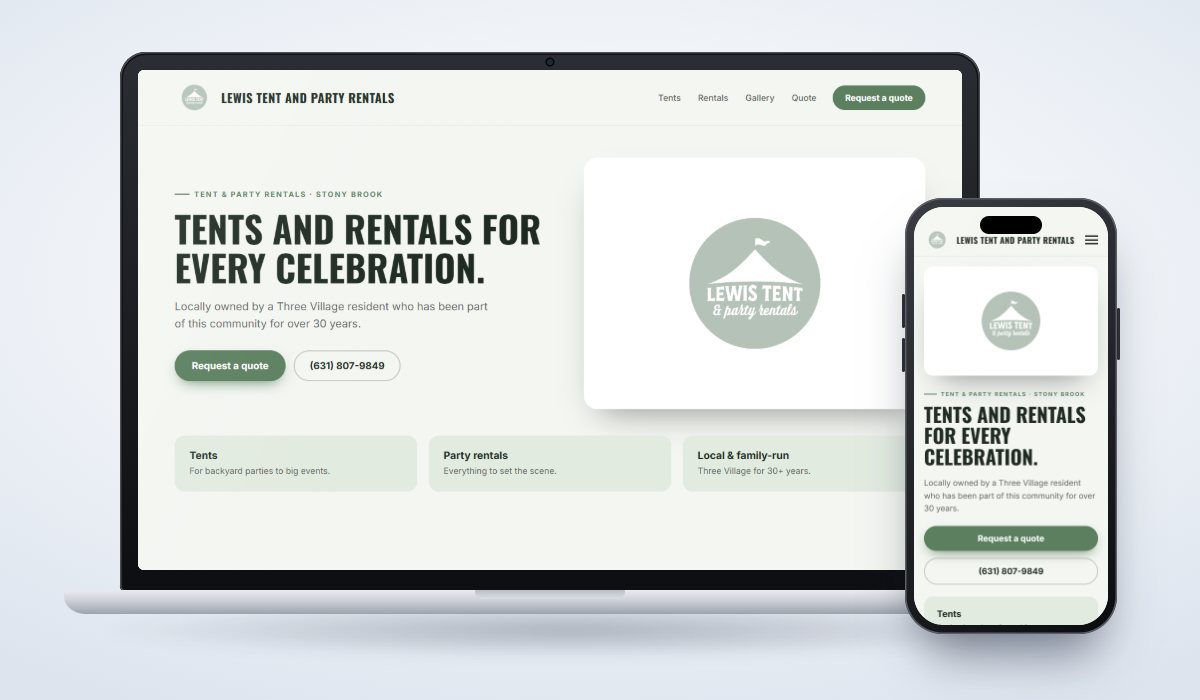 LEWIS TENT AND PARTY RENTALS
Tents
Rentals
Gallery
Quote
Request a quote
TENT & PARTY RENTALS · STONY BROOK
TENTS AND RENTALS FOR
EVERY CELEBRATION.
Locally owned by a Three Village resident who has been part
of this community for over 30 years.
Request a quote
(631) 807-9849
LEWIS TENT
& party rentals
Tents
For backyard parties to big events.
Party rentals
Everything to set the scene.
Local & family-run
Three Village for 30+ years.
LEWIS TENT AND PARTY RENTALS
LEWIS TENT
& party rentals
TENT & PARTY RENTALS · STONY BROOK
TENTS AND RENTALS
FOR EVERY
CELEBRATION.
Locally owned by a Three Village resident
who has been part of this community for over
30 years.
Request a quote
(631) 807-9849
Tents